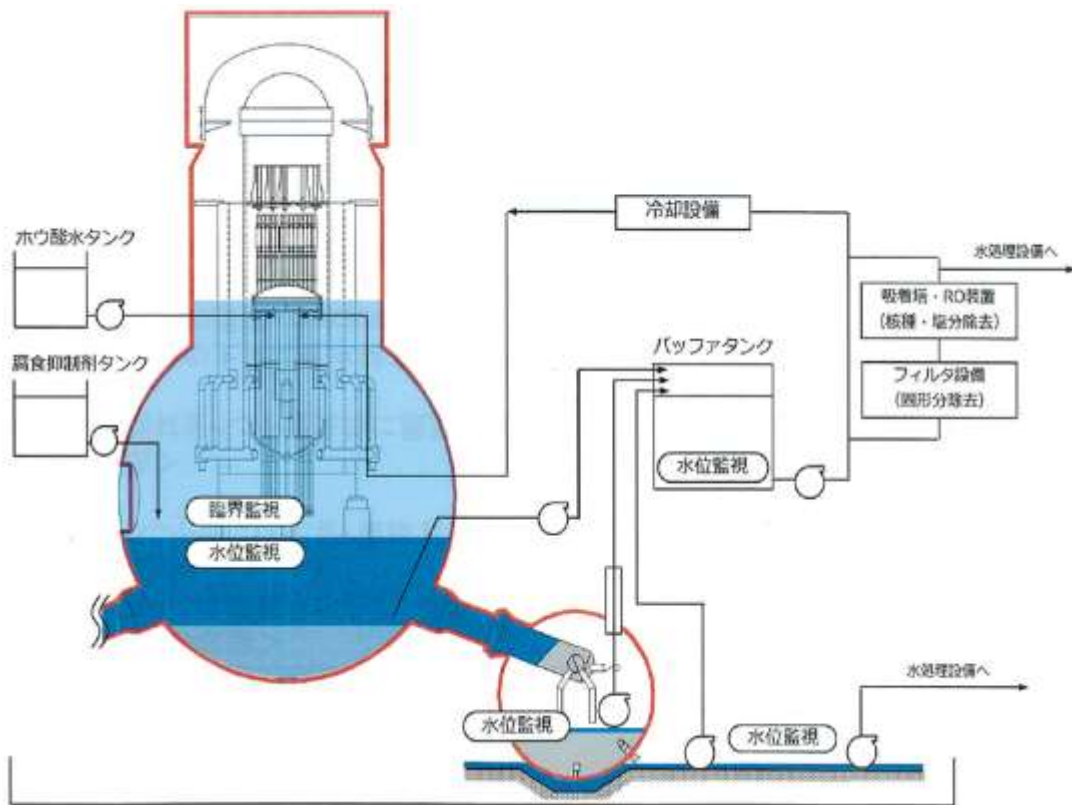 冷却設備
ホウ酸水タンク
水処理設備へ
吸着塔・RO装置
(核種・塩分除去)
バッファタンク
腐食抑制剤タンク
フィルタ設備
(固形分除去)
水位監視
臨界監視
水位監視
水処理設備へ
水位監視
水位監視